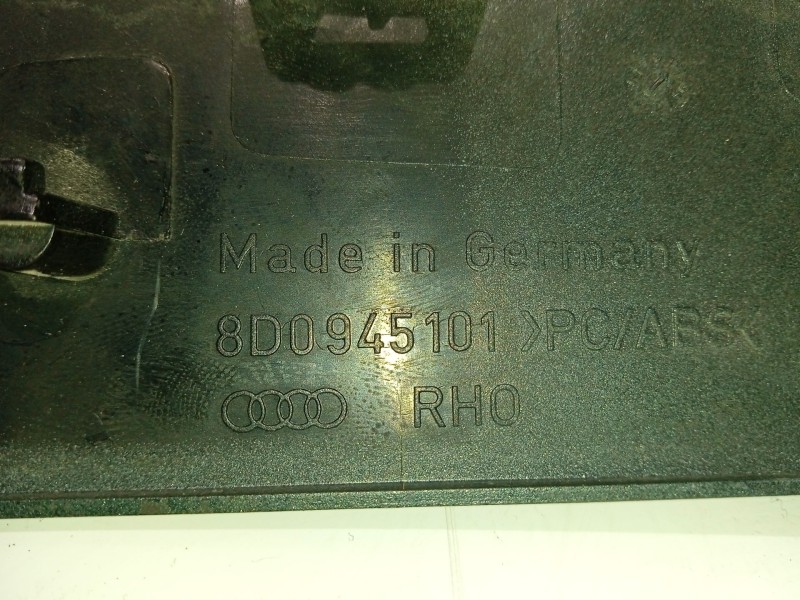 Made in Germany
8D0945101 >PC/ABS<
RHO